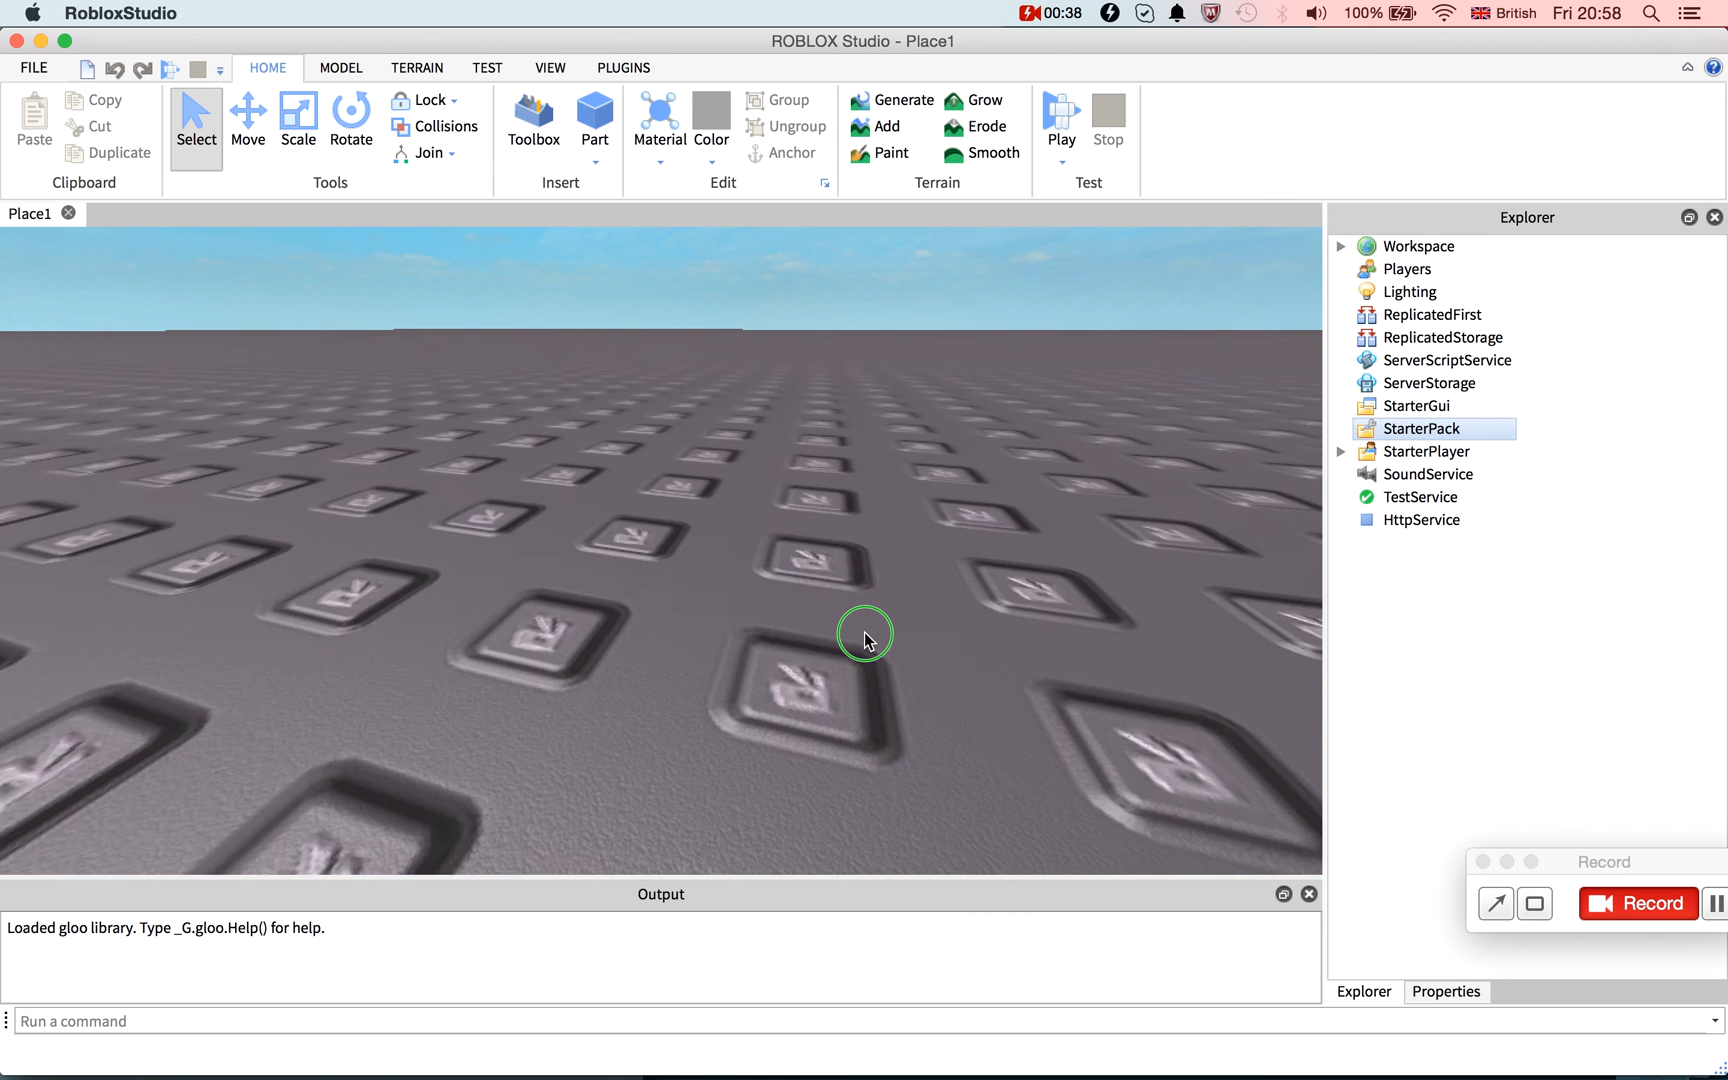 RobloxStudio 00:38 100% British Fri 20:58
ROBLOX Studio - Place1
FILE HOME MODEL TERRAIN TEST VIEW PLUGINS
Paste Copy Cut Duplicate
Clipboard
Select Move Scale Rotate Lock Collisions Join
Tools
Toolbox Part
Insert
Material Color Group Ungroup Anchor
Edit
Generate Grow
Add Erode
Paint Smooth
Terrain
Play Stop
Test
Place1
Explorer
Workspace
Players
Lighting
ReplicatedFirst
ReplicatedStorage
ServerScriptService
ServerStorage
StarterGui
StarterPack
StarterPlayer
SoundService
TestService
HttpService
Record
Record
Output
Loaded gloo library. Type _G.gloo.Help() for help.
Explorer Properties
Run a command